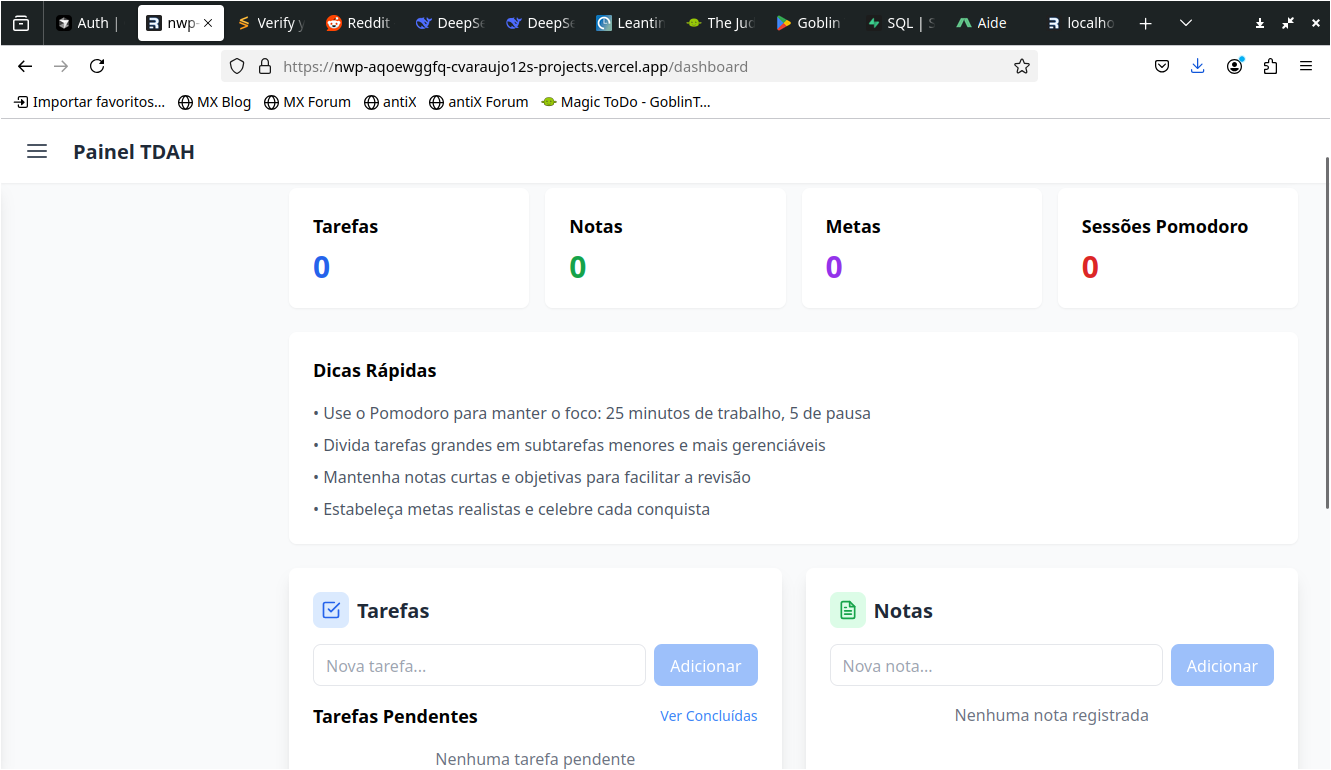 Auth |
nwp-
Verify y
Reddit
DeepSe
DeepSe
Leantin
The Jud
Goblin
SQL | S
Aide
localho
https://nwp-aqoewggfq-cvaraujo12s-projects.vercel.app/dashboard
Importar favoritos...
MX Blog
MX Forum
antiX
antiX Forum
Magic ToDo - GoblinT...
Painel TDAH
Tarefas
0
Notas
0
Metas
0
Sessões Pomodoro
0
Dicas Rápidas
• Use o Pomodoro para manter o foco: 25 minutos de trabalho, 5 de pausa
• Divida tarefas grandes em subtarefas menores e mais gerenciáveis
• Mantenha notas curtas e objetivas para facilitar a revisão
• Estabeleça metas realistas e celebre cada conquista
Tarefas
Nova tarefa...
Adicionar
Tarefas Pendentes
Ver Concluídas
Nenhuma tarefa pendente
Notas
Nova nota...
Adicionar
Nenhuma nota registrada